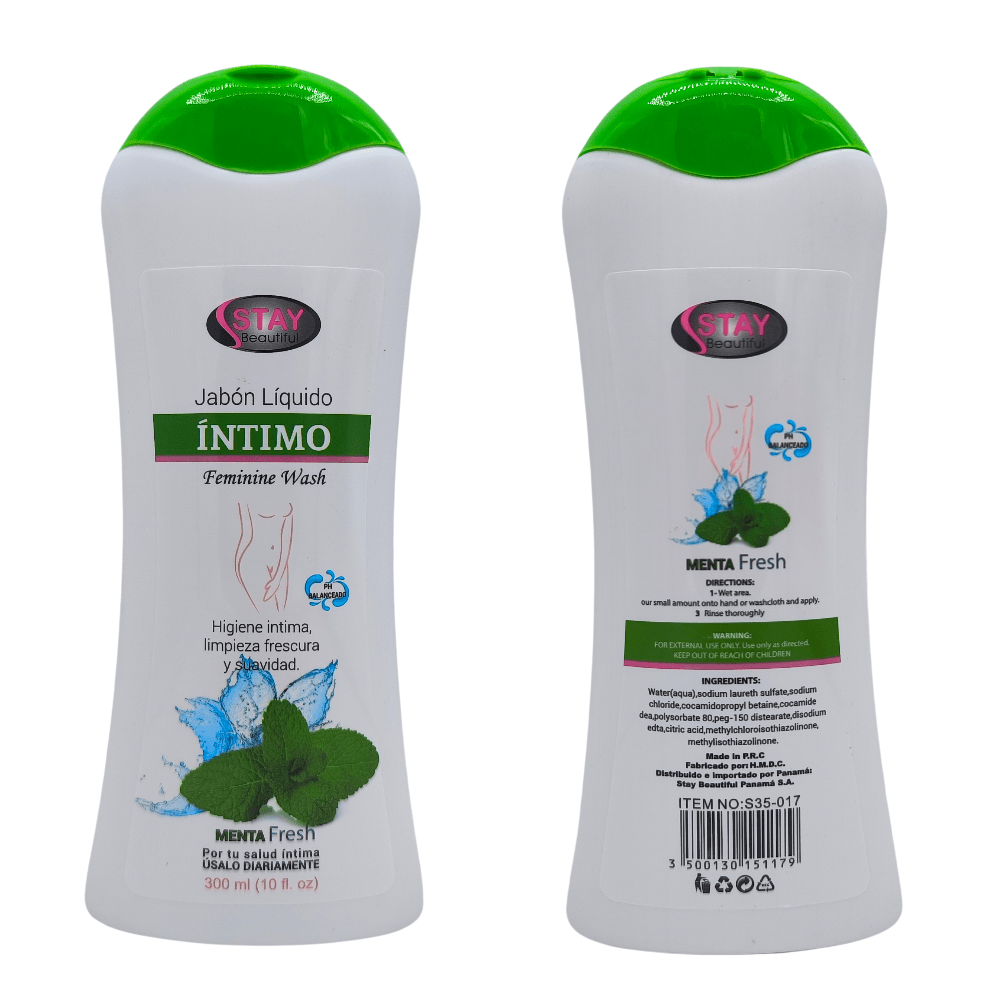 STAY
Beautiful
Jabón Líquido
ÍNTIMO
Feminine Wash
PH
BALANCEADO
Higiene intima,
limpieza frescura
y suavidad.
MENTA Fresh
Por tu salud íntima
ÚSALO DIARIAMENTE
300 ml (10 fl. oz)
STAY
Beautiful
PH
BALANCEADO
MENTA Fresh
DIRECTIONS:
1- Wet area.
our small amount onto hand or washcloth and apply.
3 Rinse thoroughly
WARNING:
FOR EXTERNAL USE ONLY. Use only as directed.
KEEP OUT OF REACH OF CHILDREN
INGREDIENTS:
Water(aqua),sodium laureth sulfate,sodium
chloride,cocamidopropyl betaine,cocamide
dea,polysorbate 80,peg-150 distearate,disodium
edta,citric acid,methylchloroisothiazolinone,
methylisothiazolinone.
Made in P.R.C
Fabricado por: H.M.D.C.
Distribuido e importado por Panamá:
Stay Beautiful Panamá S.A.
ITEM NO:S35-017
3 500130 151179